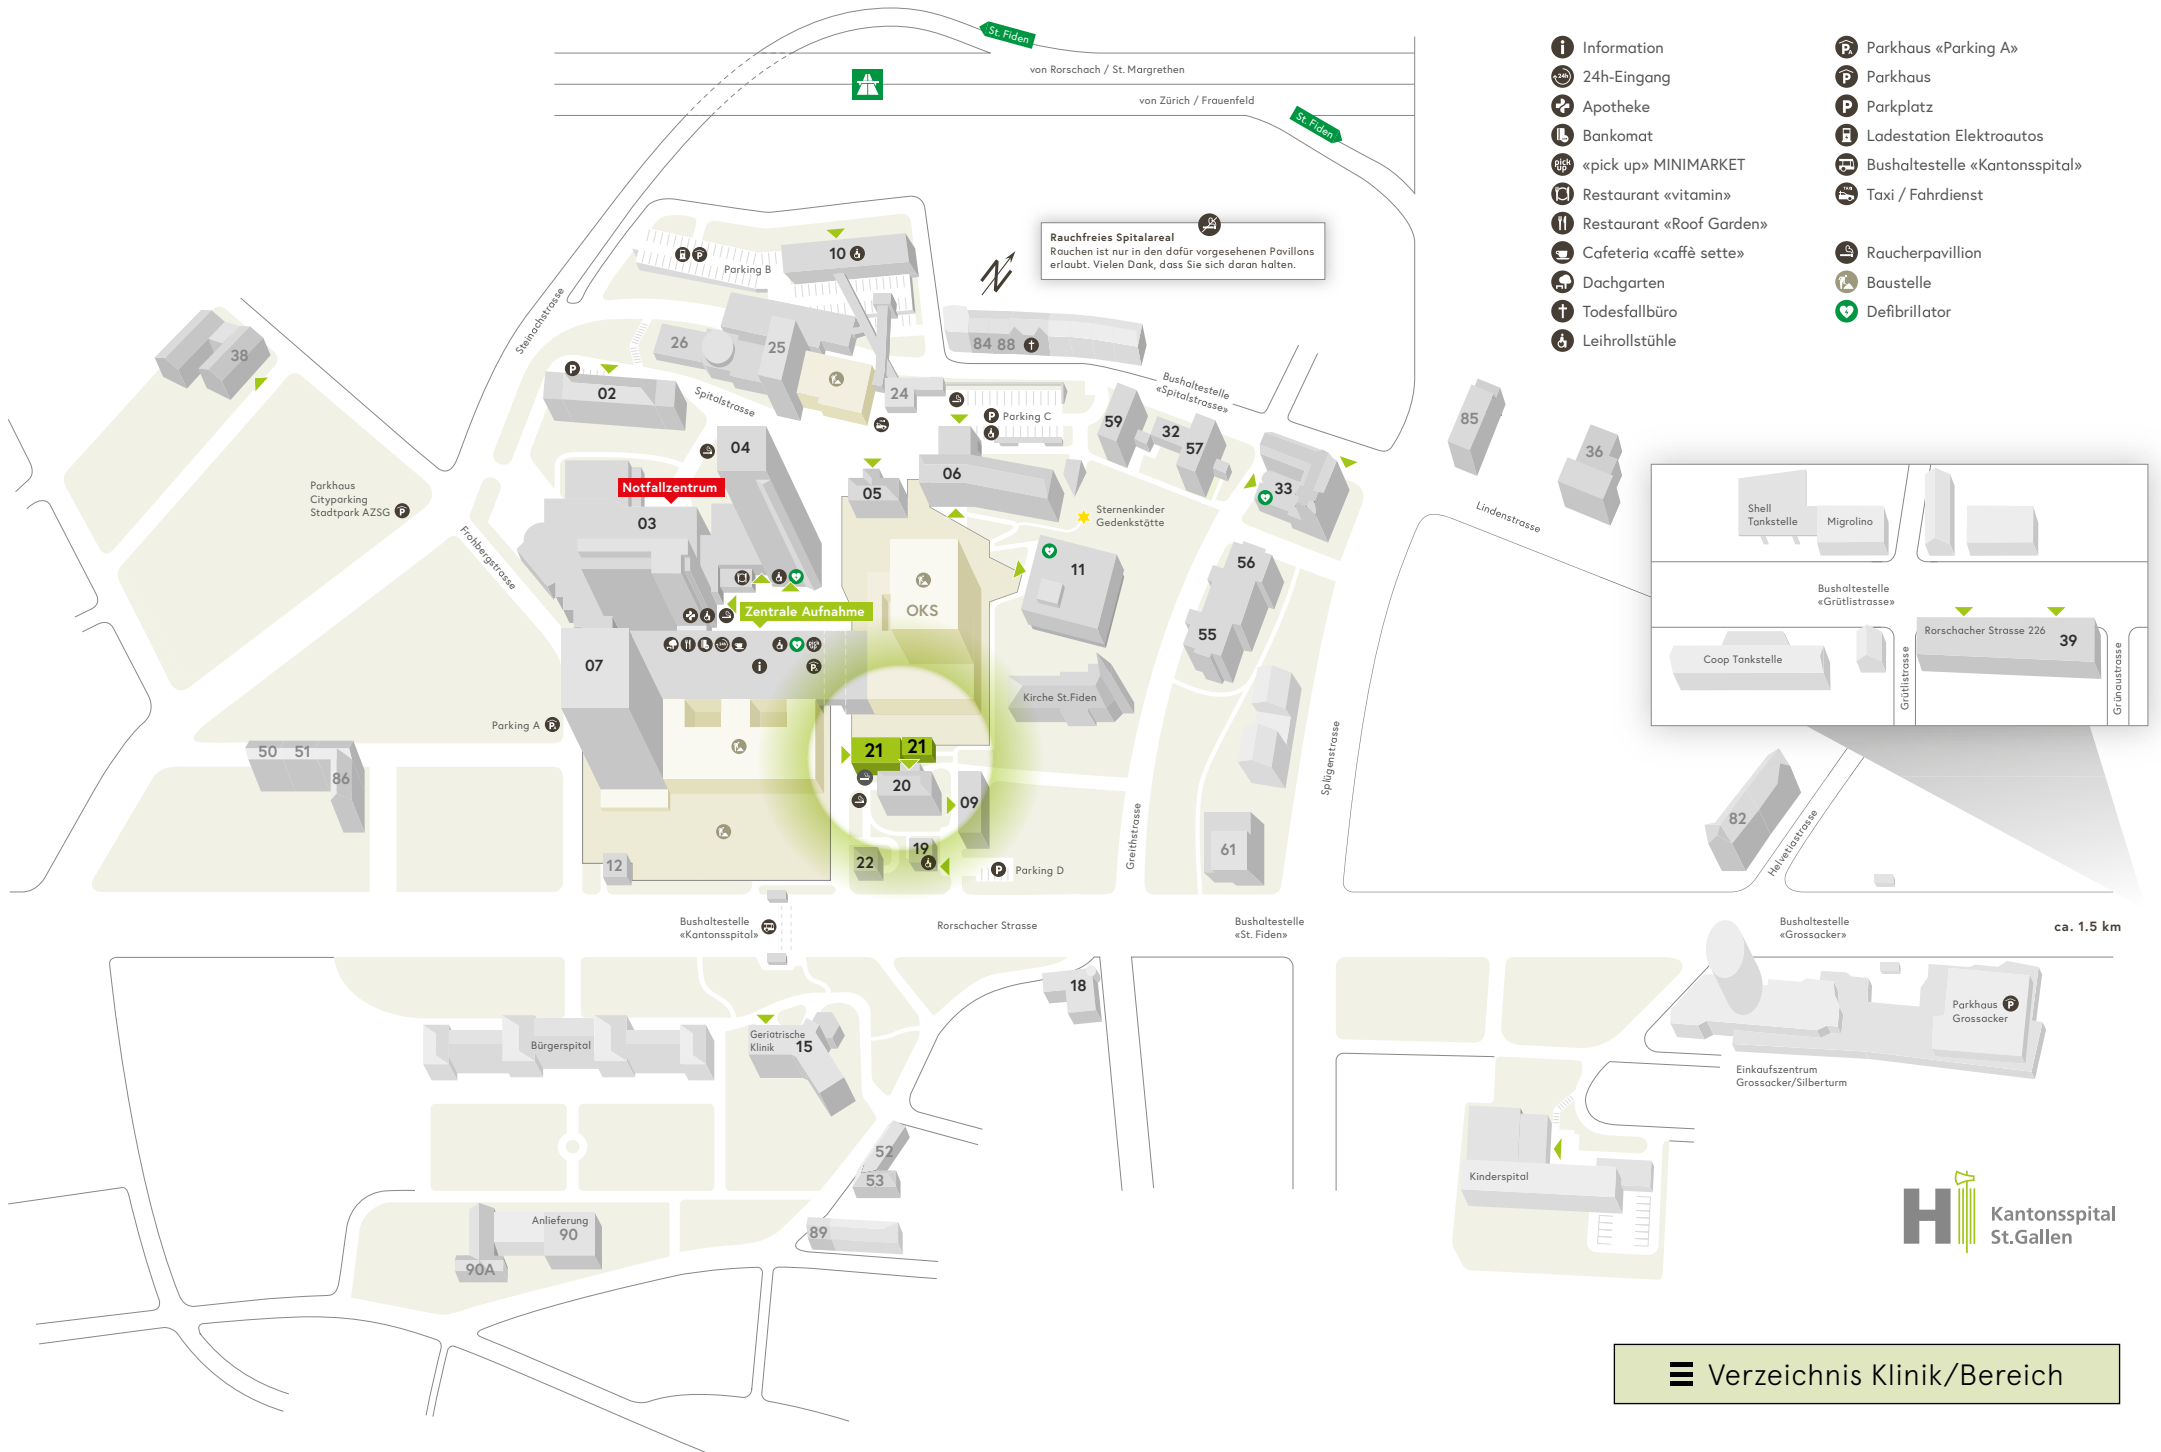 St. Fiden
von Rorschach / St. Margrethen
von Zürich / Frauenfeld
St. Fiden
Information
24h-Eingang
Apotheke
Bankomat
«pick up» MINIMARKET
Restaurant «vitamin»
Restaurant «Roof Garden»
Cafeteria «caffè sette»
Dachgarten
Todesfallbüro
Leihrollstühle
Parkhaus «Parking A»
Parkhaus
Parkplatz
Ladestation Elektroautos
Bushaltestelle «Kantonsspital»
Taxi / Fahrdienst
Raucherpavillion
Baustelle
Defibrillator
Rauchfreies Spitalareal
Rauchen ist nur in den dafür vorgesehenen Pavillons
erlaubt. Vielen Dank, dass Sie sich daran halten.
N
10
Parking B
Steinachstrasse
38
26
25
84 88
02
Spitalstrasse
24
Bushaltestelle
«Spitalstrasse»
Parking C
59
32
57
85
36
04
06
05
33
Notfallzentrum
03
Parkhaus
Cityparking
Stadtpark AZSG
Frohbergstrasse
Sternenkinder
Gedenkstätte
Lindenstrasse
Shell
Tankstelle
Migrolino
11
56
55
OKS
Zentrale Aufnahme
Bushaltestelle
«Grütlistrasse»
Rorschacher Strasse 226
39
Coop Tankstelle
Grütlistrasse
Grünaustrasse
07
Kirche St.Fiden
Parking A
50 51
86
21
21
20
09
Splügenstrasse
Greithstrasse
82
Helvetiastrasse
61
12
22
19
Parking D
Bushaltestelle
«Kantonsspital»
Rorschacher Strasse
Bushaltestelle
«St. Fiden»
Bushaltestelle
«Grossacker»
ca. 1.5 km
18
Parkhaus
Grossacker
Bürgerspital
Geriatrische
Klinik 15
Einkaufszentrum
Grossacker/Silberturm
52
53
Kinderspital
89
Anlieferung
90
90A
Kantonsspital
St.Gallen
Verzeichnis Klinik/Bereich